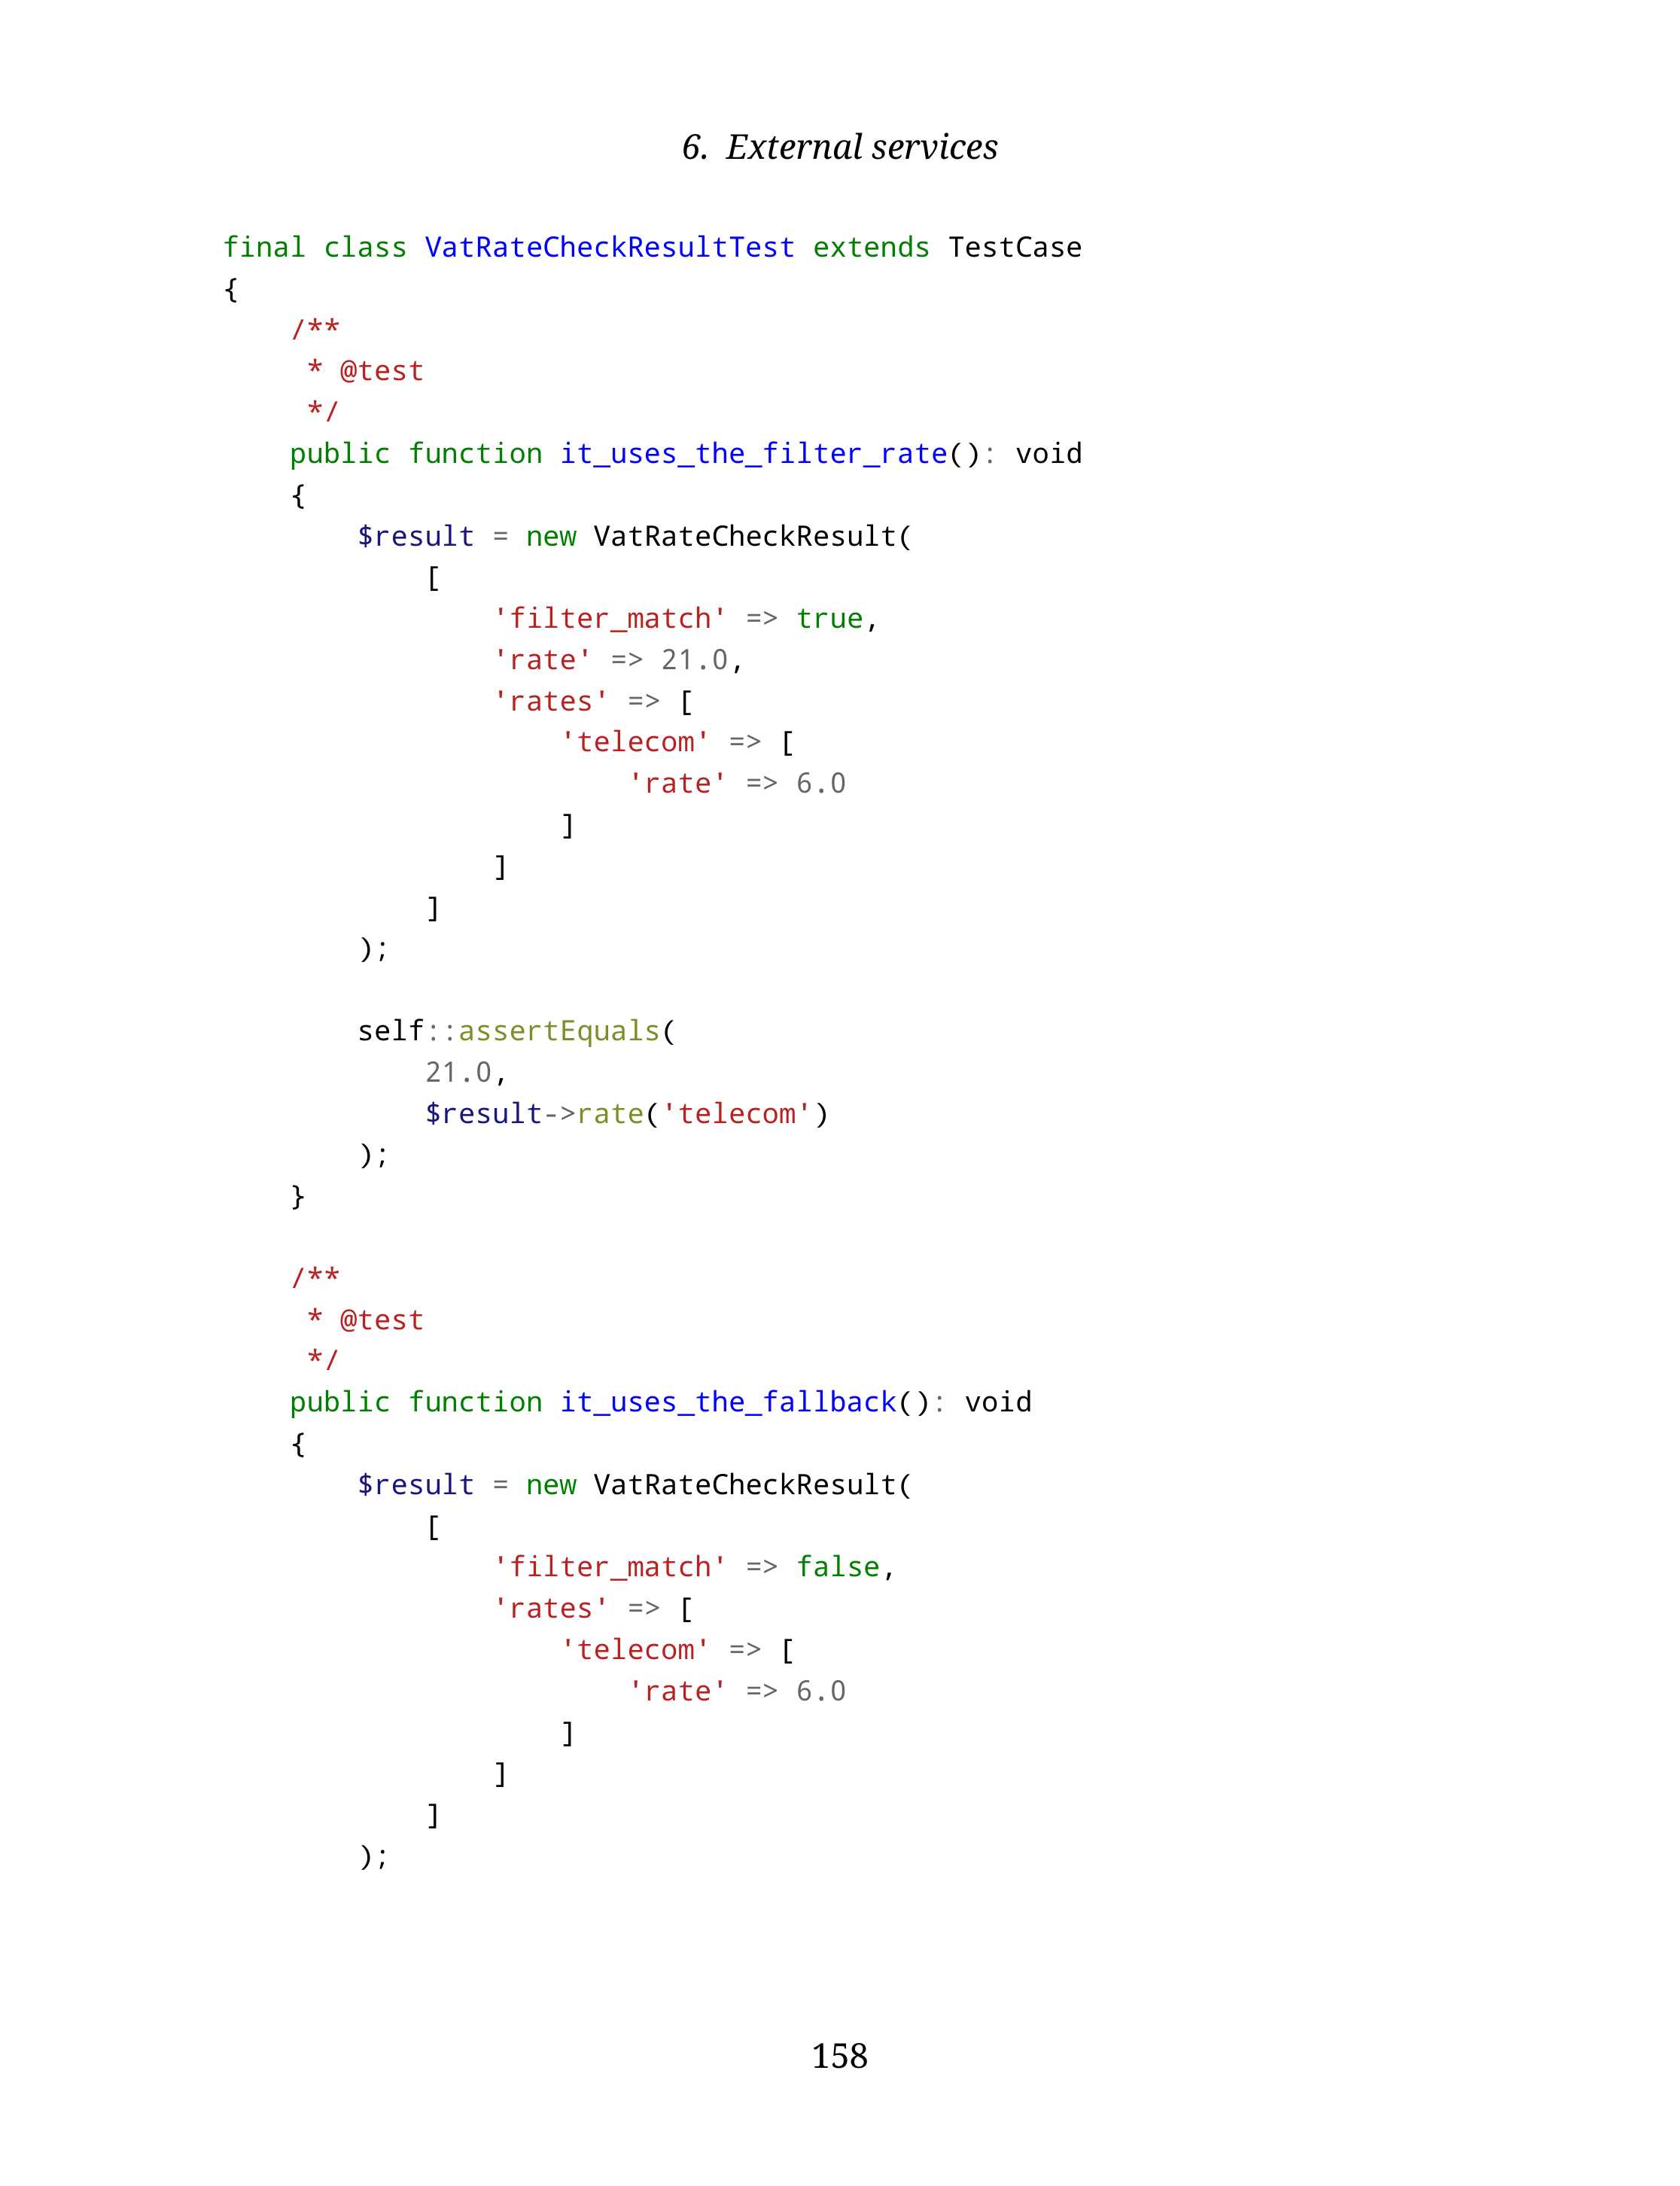 6. External services
final class VatRateCheckResultTest extends TestCase
{
    /**
     * @test
     */
    public function it_uses_the_filter_rate(): void
    {
        $result = new VatRateCheckResult(
            [
                'filter_match' => true,
                'rate' => 21.0,
                'rates' => [
                    'telecom' => [
                        'rate' => 6.0
                    ]
                ]
            ]
        );

        self::assertEquals(
            21.0,
            $result->rate('telecom')
        );
    }

    /**
     * @test
     */
    public function it_uses_the_fallback(): void
    {
        $result = new VatRateCheckResult(
            [
                'filter_match' => false,
                'rates' => [
                    'telecom' => [
                        'rate' => 6.0
                    ]
                ]
            ]
        );
158